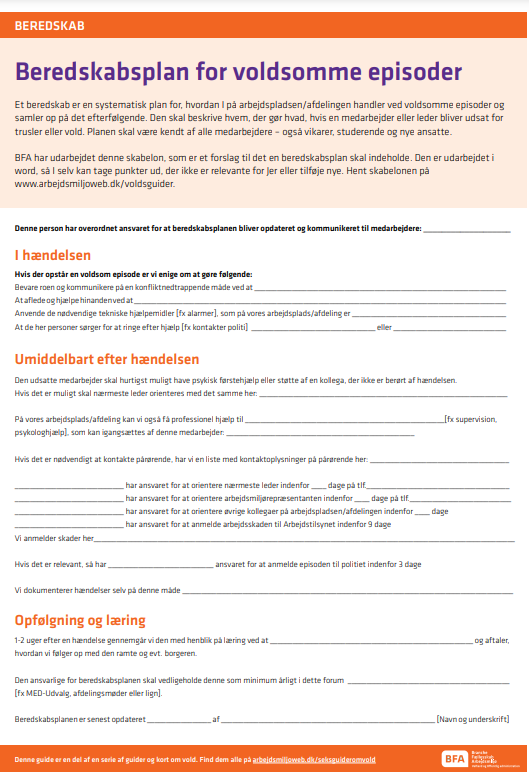 BEREDSKAB
Beredskabsplan for voldsomme episoder
Et beredskab er en systematisk plan for, hvordan I på arbejdspladsen/afdelingen handler ved voldsomme episoder og
samler op på det efterfølgende. Den skal beskrive hvem, der gør hvad, hvis en medarbejder eller leder bliver udsat for
trusler eller vold. Planen skal være kendt af alle medarbejdere – også vikarer, studerende og nye ansatte.
BFA har udarbejdet denne skabelon, som er et forslag til det en beredskabsplan skal indeholde. Den er udarbejdet i
word, så I selv kan tage punkter ud, der ikke er relevante for Jer eller tilføje nye. Hent skabelonen på
www.arbejdsmiljoweb.dk/voldsguider.
Denne person har overordnet ansvaret for at beredskabsplanen bliver opdateret og kommunikeret til medarbejdere: ____________________
I hændelsen
Hvis der opstår en voldsom episode er vi enige om at gøre følgende:
Bevare roen og kommunikere på en konfliktnedtrappende måde ved at ____________________
At aflede og hjælpe hinanden ved at ____________________
Anvende de nødvendige tekniske hjælpemidler [fx alarmer], som på vores arbejdsplads/afdeling er ____________________
At de her personer sørger for at ringe efter hjælp [fx kontakter politi] ____________________ eller ____________________
Umiddelbart efter hændelsen
Den udsatte medarbejder skal hurtigst muligt have psykisk førstehjælp eller støtte af en kollega, der ikke er berørt af hændelsen.
Hvis det er muligt skal nærmeste leder orienteres med det samme her: ____________________
På vores arbejdsplads/afdeling kan vi også få professionel hjælp til ____________________[fx supervision,
psykologhjælp], som kan igangsættes af denne medarbejder: ____________________
Hvis det er nødvendigt at kontakte pårørende, har vi en liste med kontaktoplysninger på pårørende her: ____________________
____________________ har ansvaret for at orientere nærmeste leder indenfor ____ dage på tlf.____________________
____________________ har ansvaret for at orientere arbejdsmiljørepræsentanten indenfor ____ dage på tlf.____________________
____________________ har ansvaret for at orientere øvrige kollegaer på arbejdspladsen/afdelingen indenfor ____ dage
____________________ har ansvaret for at anmelde arbejdsskaden til Arbejdstilsynet indenfor 9 dage
Vi anmelder skader her____________________
Hvis det er relevant, så har ____________________ ansvaret for at anmelde episoden til politiet indenfor 3 dage
Vi dokumenterer hændelser selv på denne måde ____________________
Opfølgning og læring
1-2 uger efter en hændelse gennemgår vi den med henblik på læring ved at ____________________ og aftaler,
hvordan vi følger op med den ramte og evt. borgeren.
Den ansvarlige for beredskabsplanen skal vedligeholde denne som minimum årligt i dette forum ____________________
[fx MED-Udvalg, afdelingsmøder eller lign].
Beredskabsplanen er senest opdateret ____________________ af ____________________ [Navn og underskrift]
Denne guide er en del af en serie af guider og kort om vold. Find dem alle på arbejdsmiljoweb.dk/seksguideromvold
BFA
Branche
Fællesskab
Arbejdsmiljø